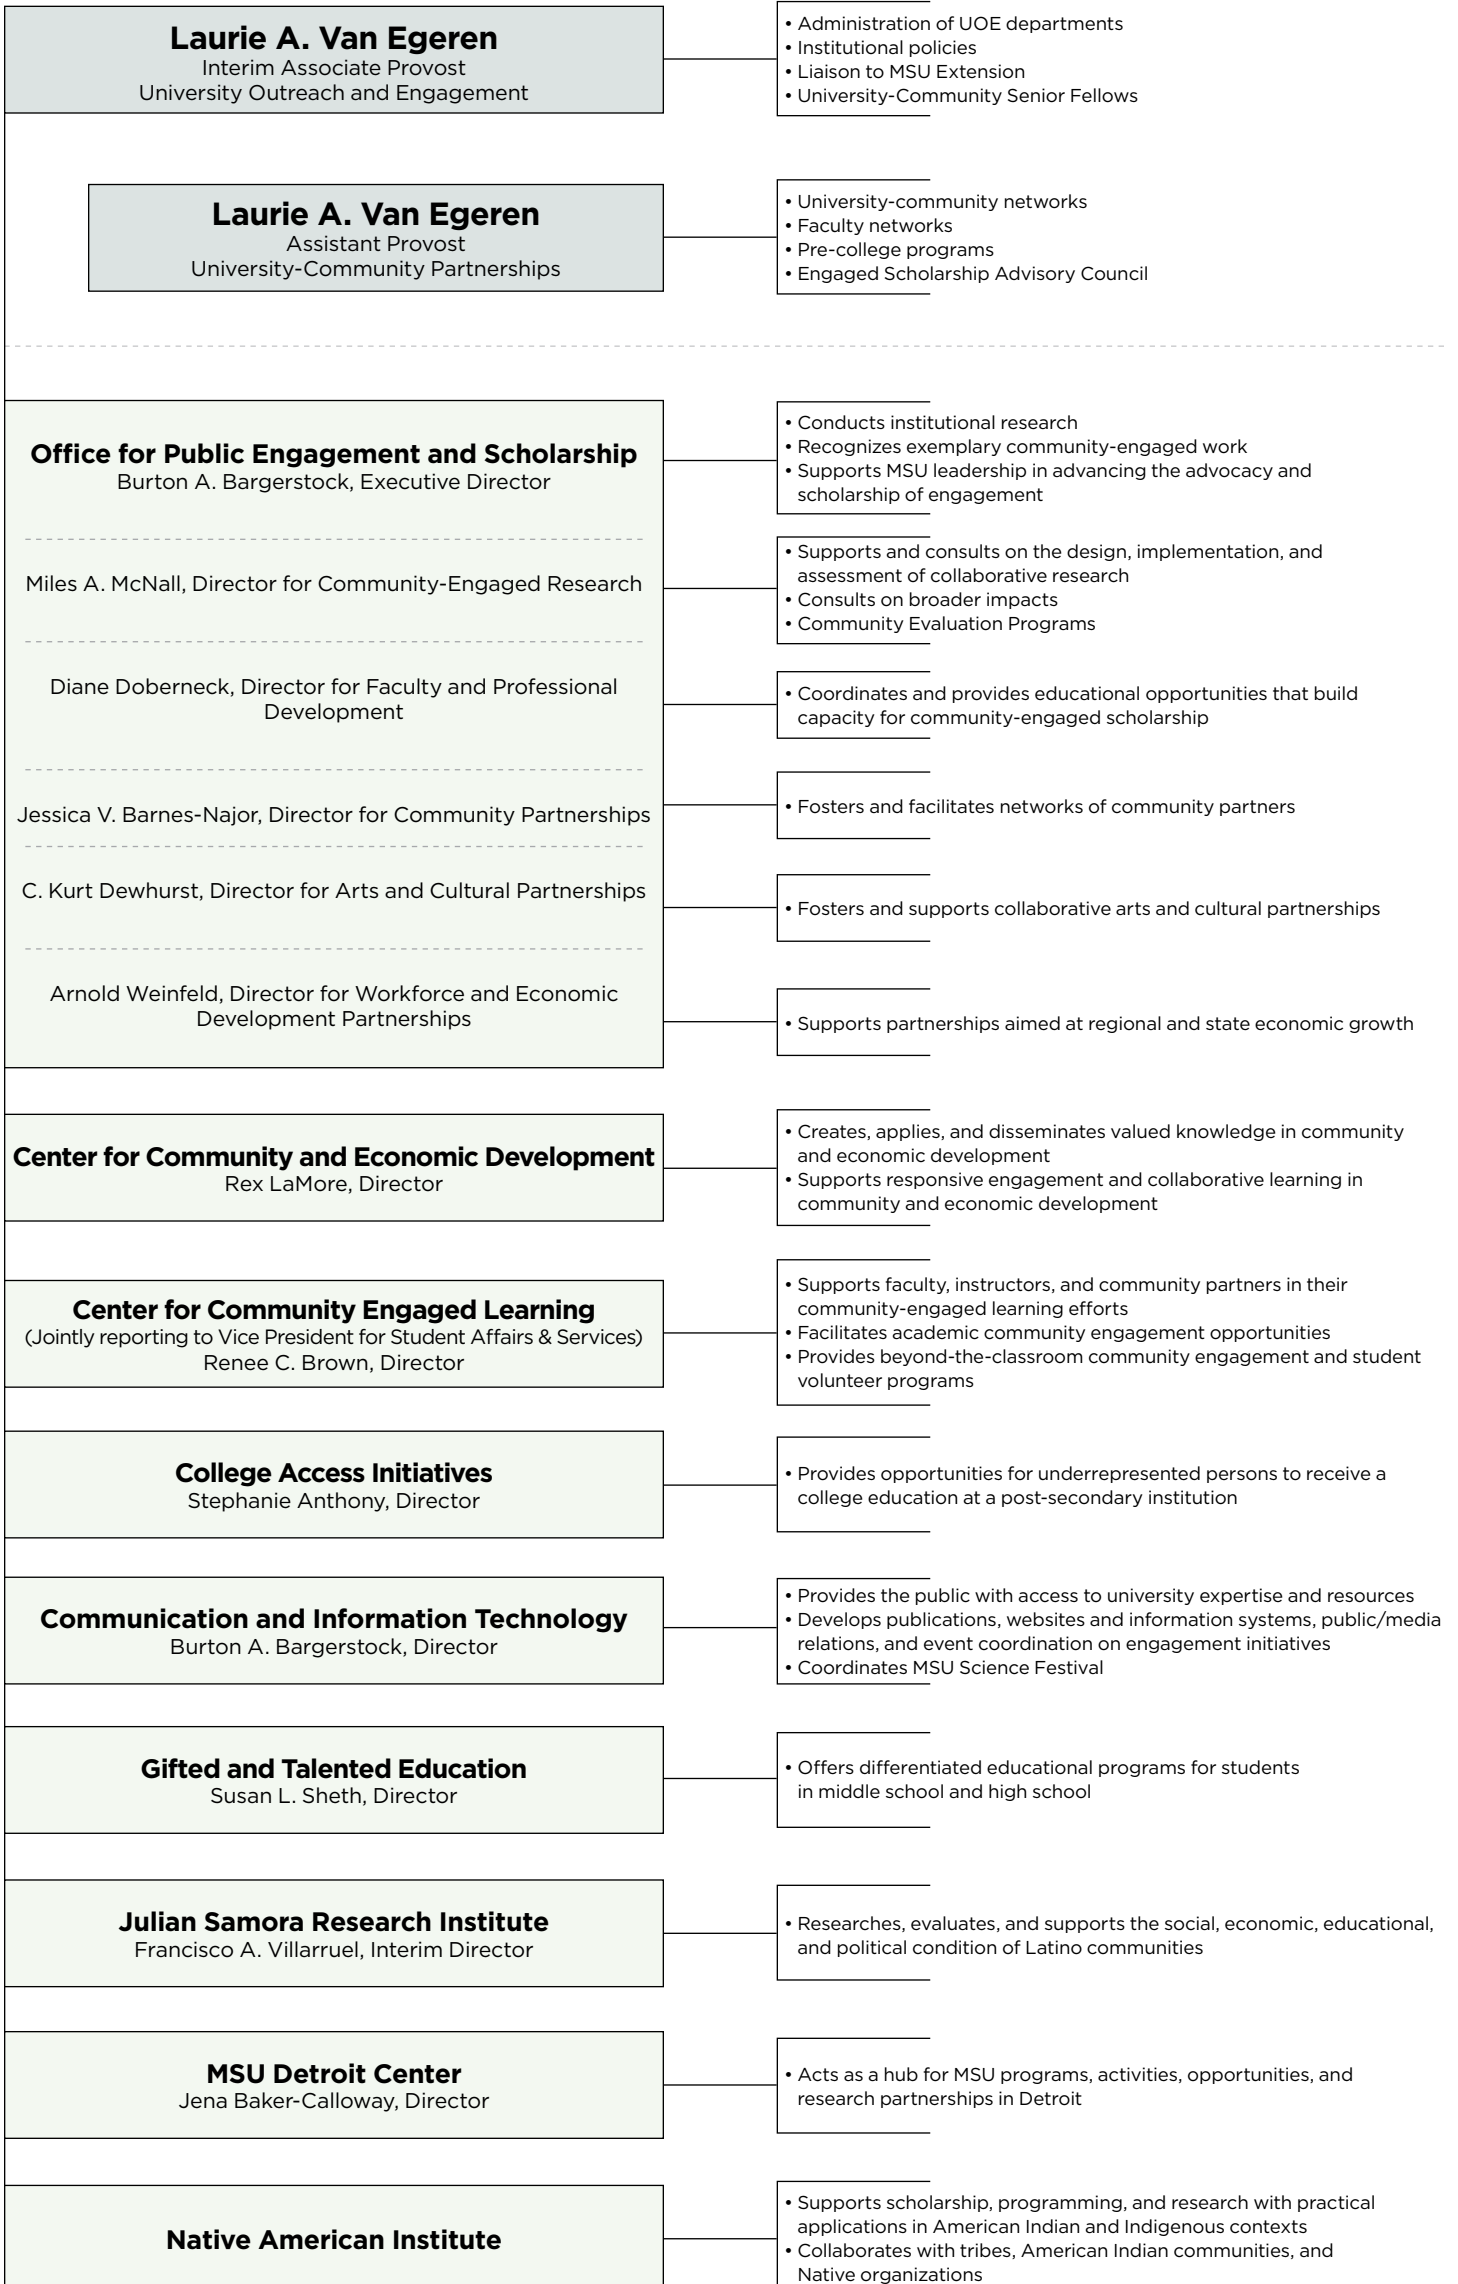 Laurie A. Van Egeren
Interim Associate Provost
University Outreach and Engagement
• Administration of UOE departments
• Institutional policies
• Liaison to MSU Extension
• University-Community Senior Fellows
Laurie A. Van Egeren
Assistant Provost
University-Community Partnerships
• University-community networks
• Faculty networks
• Pre-college programs
• Engaged Scholarship Advisory Council
Office for Public Engagement and Scholarship
Burton A. Bargerstock, Executive Director
• Conducts institutional research
• Recognizes exemplary community-engaged work
• Supports MSU leadership in advancing the advocacy and
scholarship of engagement
Miles A. McNall, Director for Community-Engaged Research
• Supports and consults on the design, implementation, and
assessment of collaborative research
• Consults on broader impacts
• Community Evaluation Programs
Diane Doberneck, Director for Faculty and Professional
Development
• Coordinates and provides educational opportunities that build
capacity for community-engaged scholarship
Jessica V. Barnes-Najor, Director for Community Partnerships
• Fosters and facilitates networks of community partners
C. Kurt Dewhurst, Director for Arts and Cultural Partnerships
• Fosters and supports collaborative arts and cultural partnerships
Arnold Weinfeld, Director for Workforce and Economic
Development Partnerships
• Supports partnerships aimed at regional and state economic growth
Center for Community and Economic Development
Rex LaMore, Director
• Creates, applies, and disseminates valued knowledge in community
and economic development
• Supports responsive engagement and collaborative learning in
community and economic development
Center for Community Engaged Learning
(Jointly reporting to Vice President for Student Affairs & Services)
Renee C. Brown, Director
• Supports faculty, instructors, and community partners in their
community-engaged learning efforts
• Facilitates academic community engagement opportunities
• Provides beyond-the-classroom community engagement and student
volunteer programs
College Access Initiatives
Stephanie Anthony, Director
• Provides opportunities for underrepresented persons to receive a
college education at a post-secondary institution
Communication and Information Technology
Burton A. Bargerstock, Director
• Provides the public with access to university expertise and resources
• Develops publications, websites and information systems, public/media
relations, and event coordination on engagement initiatives
• Coordinates MSU Science Festival
Gifted and Talented Education
Susan L. Sheth, Director
• Offers differentiated educational programs for students
in middle school and high school
Julian Samora Research Institute
Francisco A. Villarruel, Interim Director
• Researches, evaluates, and supports the social, economic, educational,
and political condition of Latino communities
MSU Detroit Center
Jena Baker-Calloway, Director
• Acts as a hub for MSU programs, activities, opportunities, and
research partnerships in Detroit
Native American Institute
• Supports scholarship, programming, and research with practical
applications in American Indian and Indigenous contexts
• Collaborates with tribes, American Indian communities, and
Native organizations